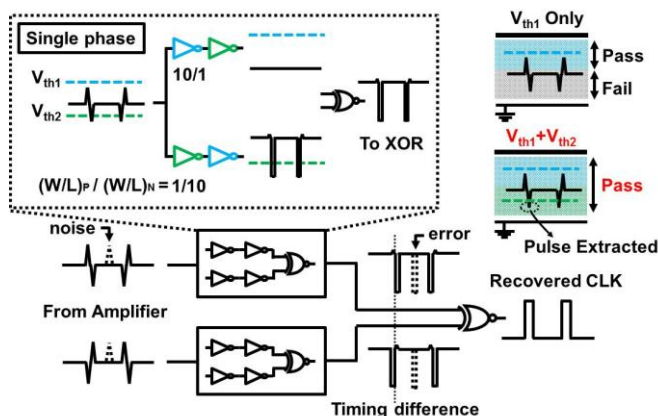 Single phase
Vth1
Vth2
10/1
(W/L)P / (W/L)N = 1/10
To XOR
Vth1 Only
Pass
Fail
Vth1+Vth2
Pass
Pulse Extracted
noise
error
From Amplifier
Recovered CLK
Timing difference